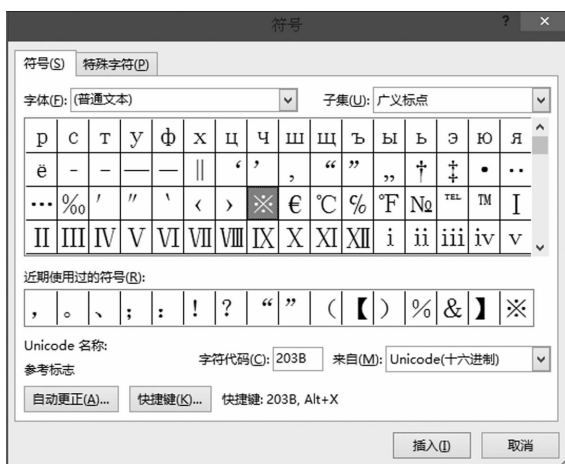 符号
? ×
符号(S) 特殊字符(P)
字体(F): (普通文本) 子集(U): 广义标点
р с т у ф х ц ч ш щ ъ ы ь э ю я
ё ‐ – — ― ‖ ‘ ’ ‚ “ ” „ † ‡ • ‥
… ‰ ′ ″ ‵ ‹ › ※ € ℃ ℅ ℉ № ℡ ™ Ⅰ
Ⅱ Ⅲ Ⅳ Ⅴ Ⅵ Ⅶ Ⅷ Ⅸ Ⅹ Ⅺ Ⅻ ⅰ ⅱ ⅲ ⅳ ⅴ
近期使用过的符号(R):
， 。 、 ； ： ！ ？ “ ” （ 【 ） % & 】 ※
Unicode 名称:
参考标志
字符代码(C): 203B 来自(M): Unicode(十六进制)
自动更正(A)... 快捷键(K)... 快捷键: 203B, Alt+X
插入(I) 取消